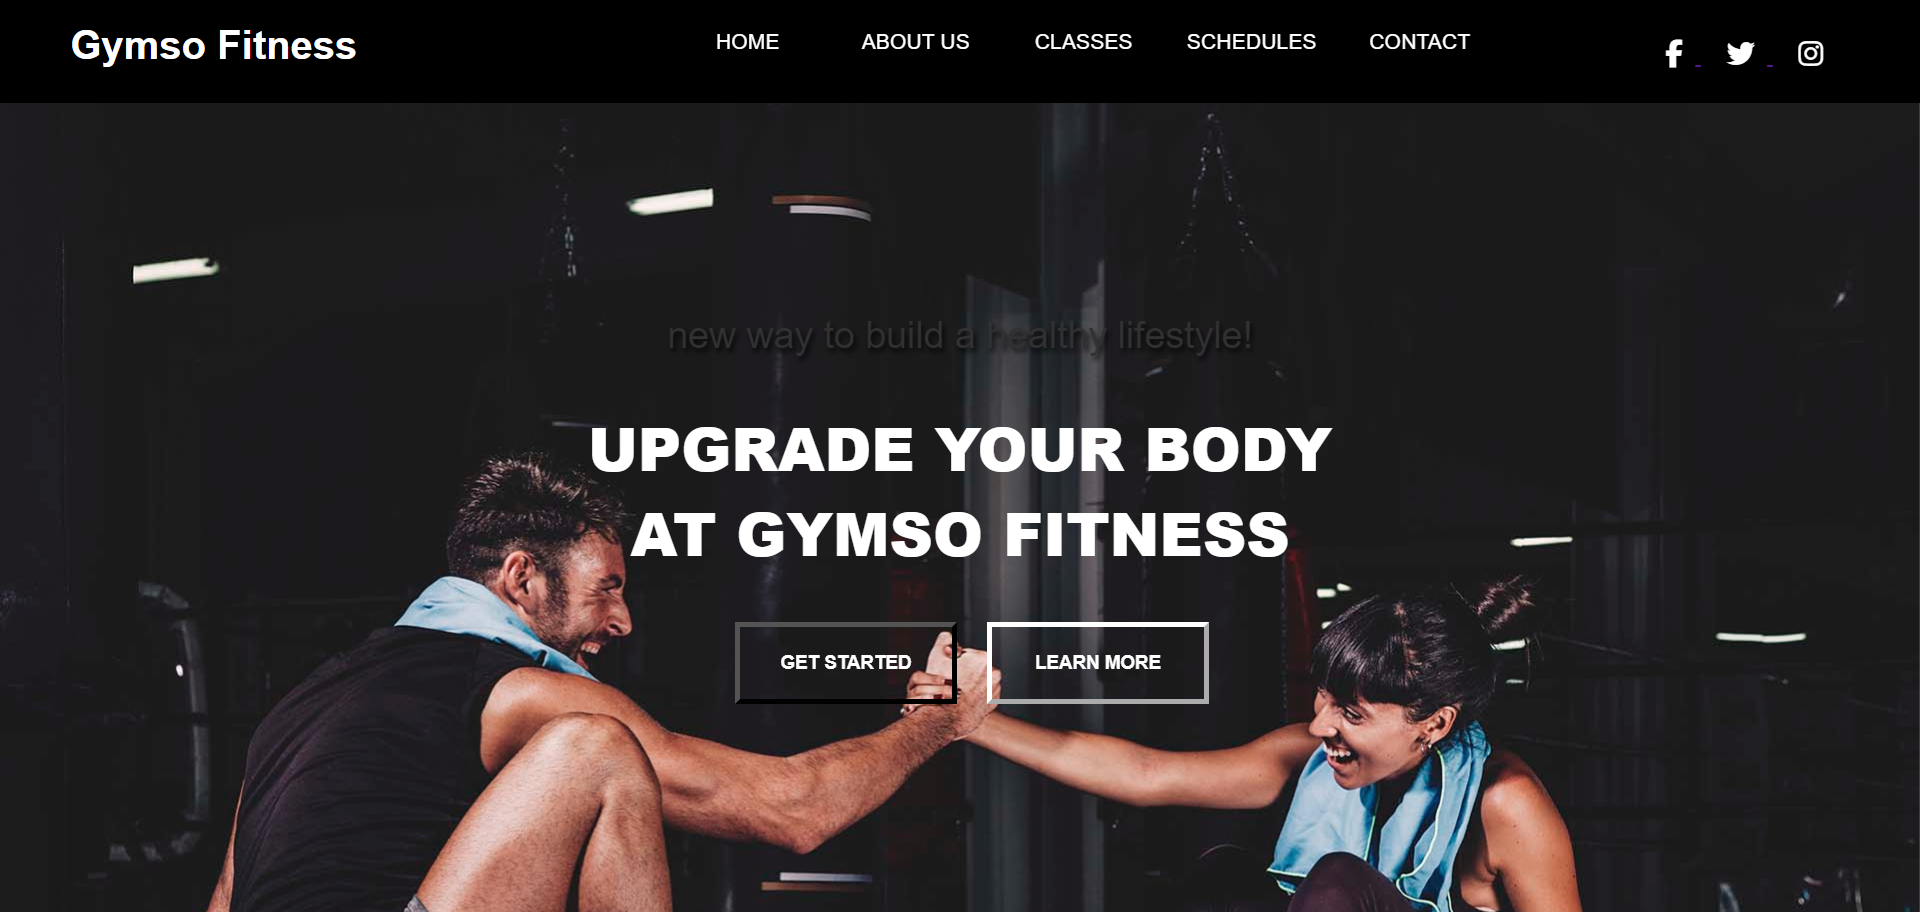 Gymso Fitness
HOME ABOUT US CLASSES SCHEDULES CONTACT
new way to build a healthy lifestyle!
UPGRADE YOUR BODY
AT GYMSO FITNESS
GET STARTED LEARN MORE